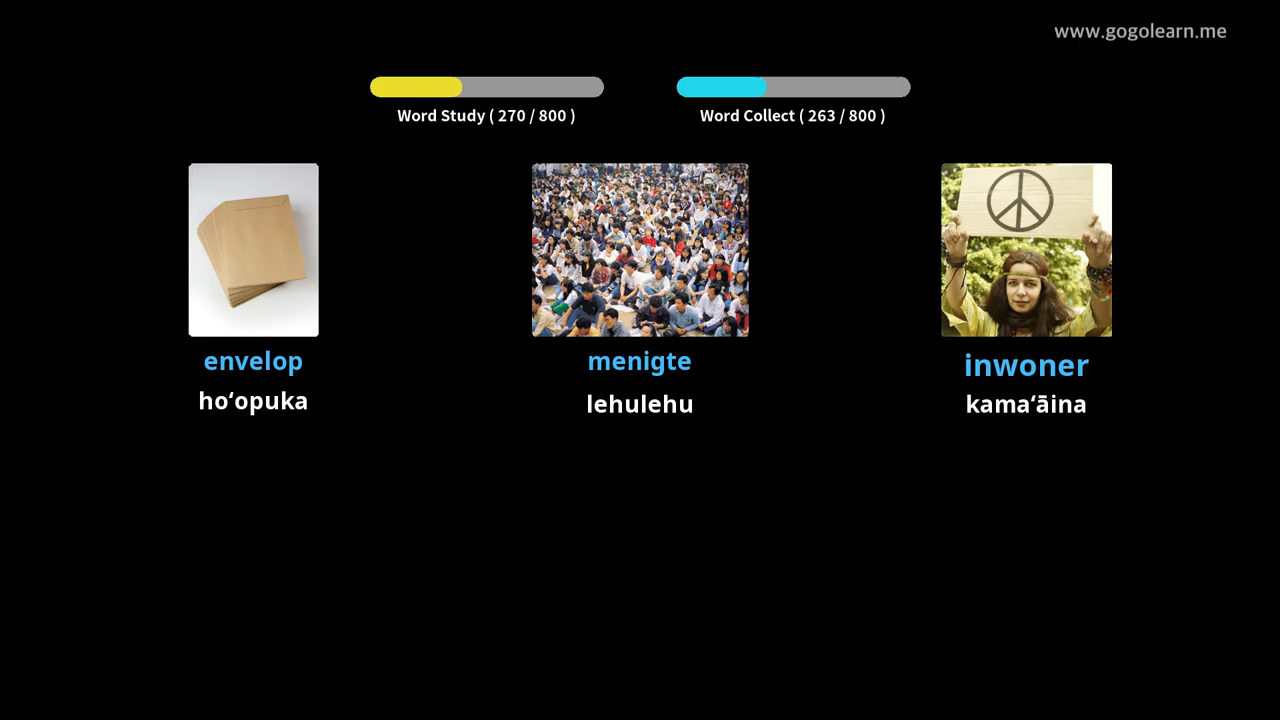 www.gogolearn.me
Word Study ( 270 / 800 )
Word Collect ( 263 / 800 )
envelop
hoʻopuka
menigte
lehulehu
inwoner
kamaʻāina